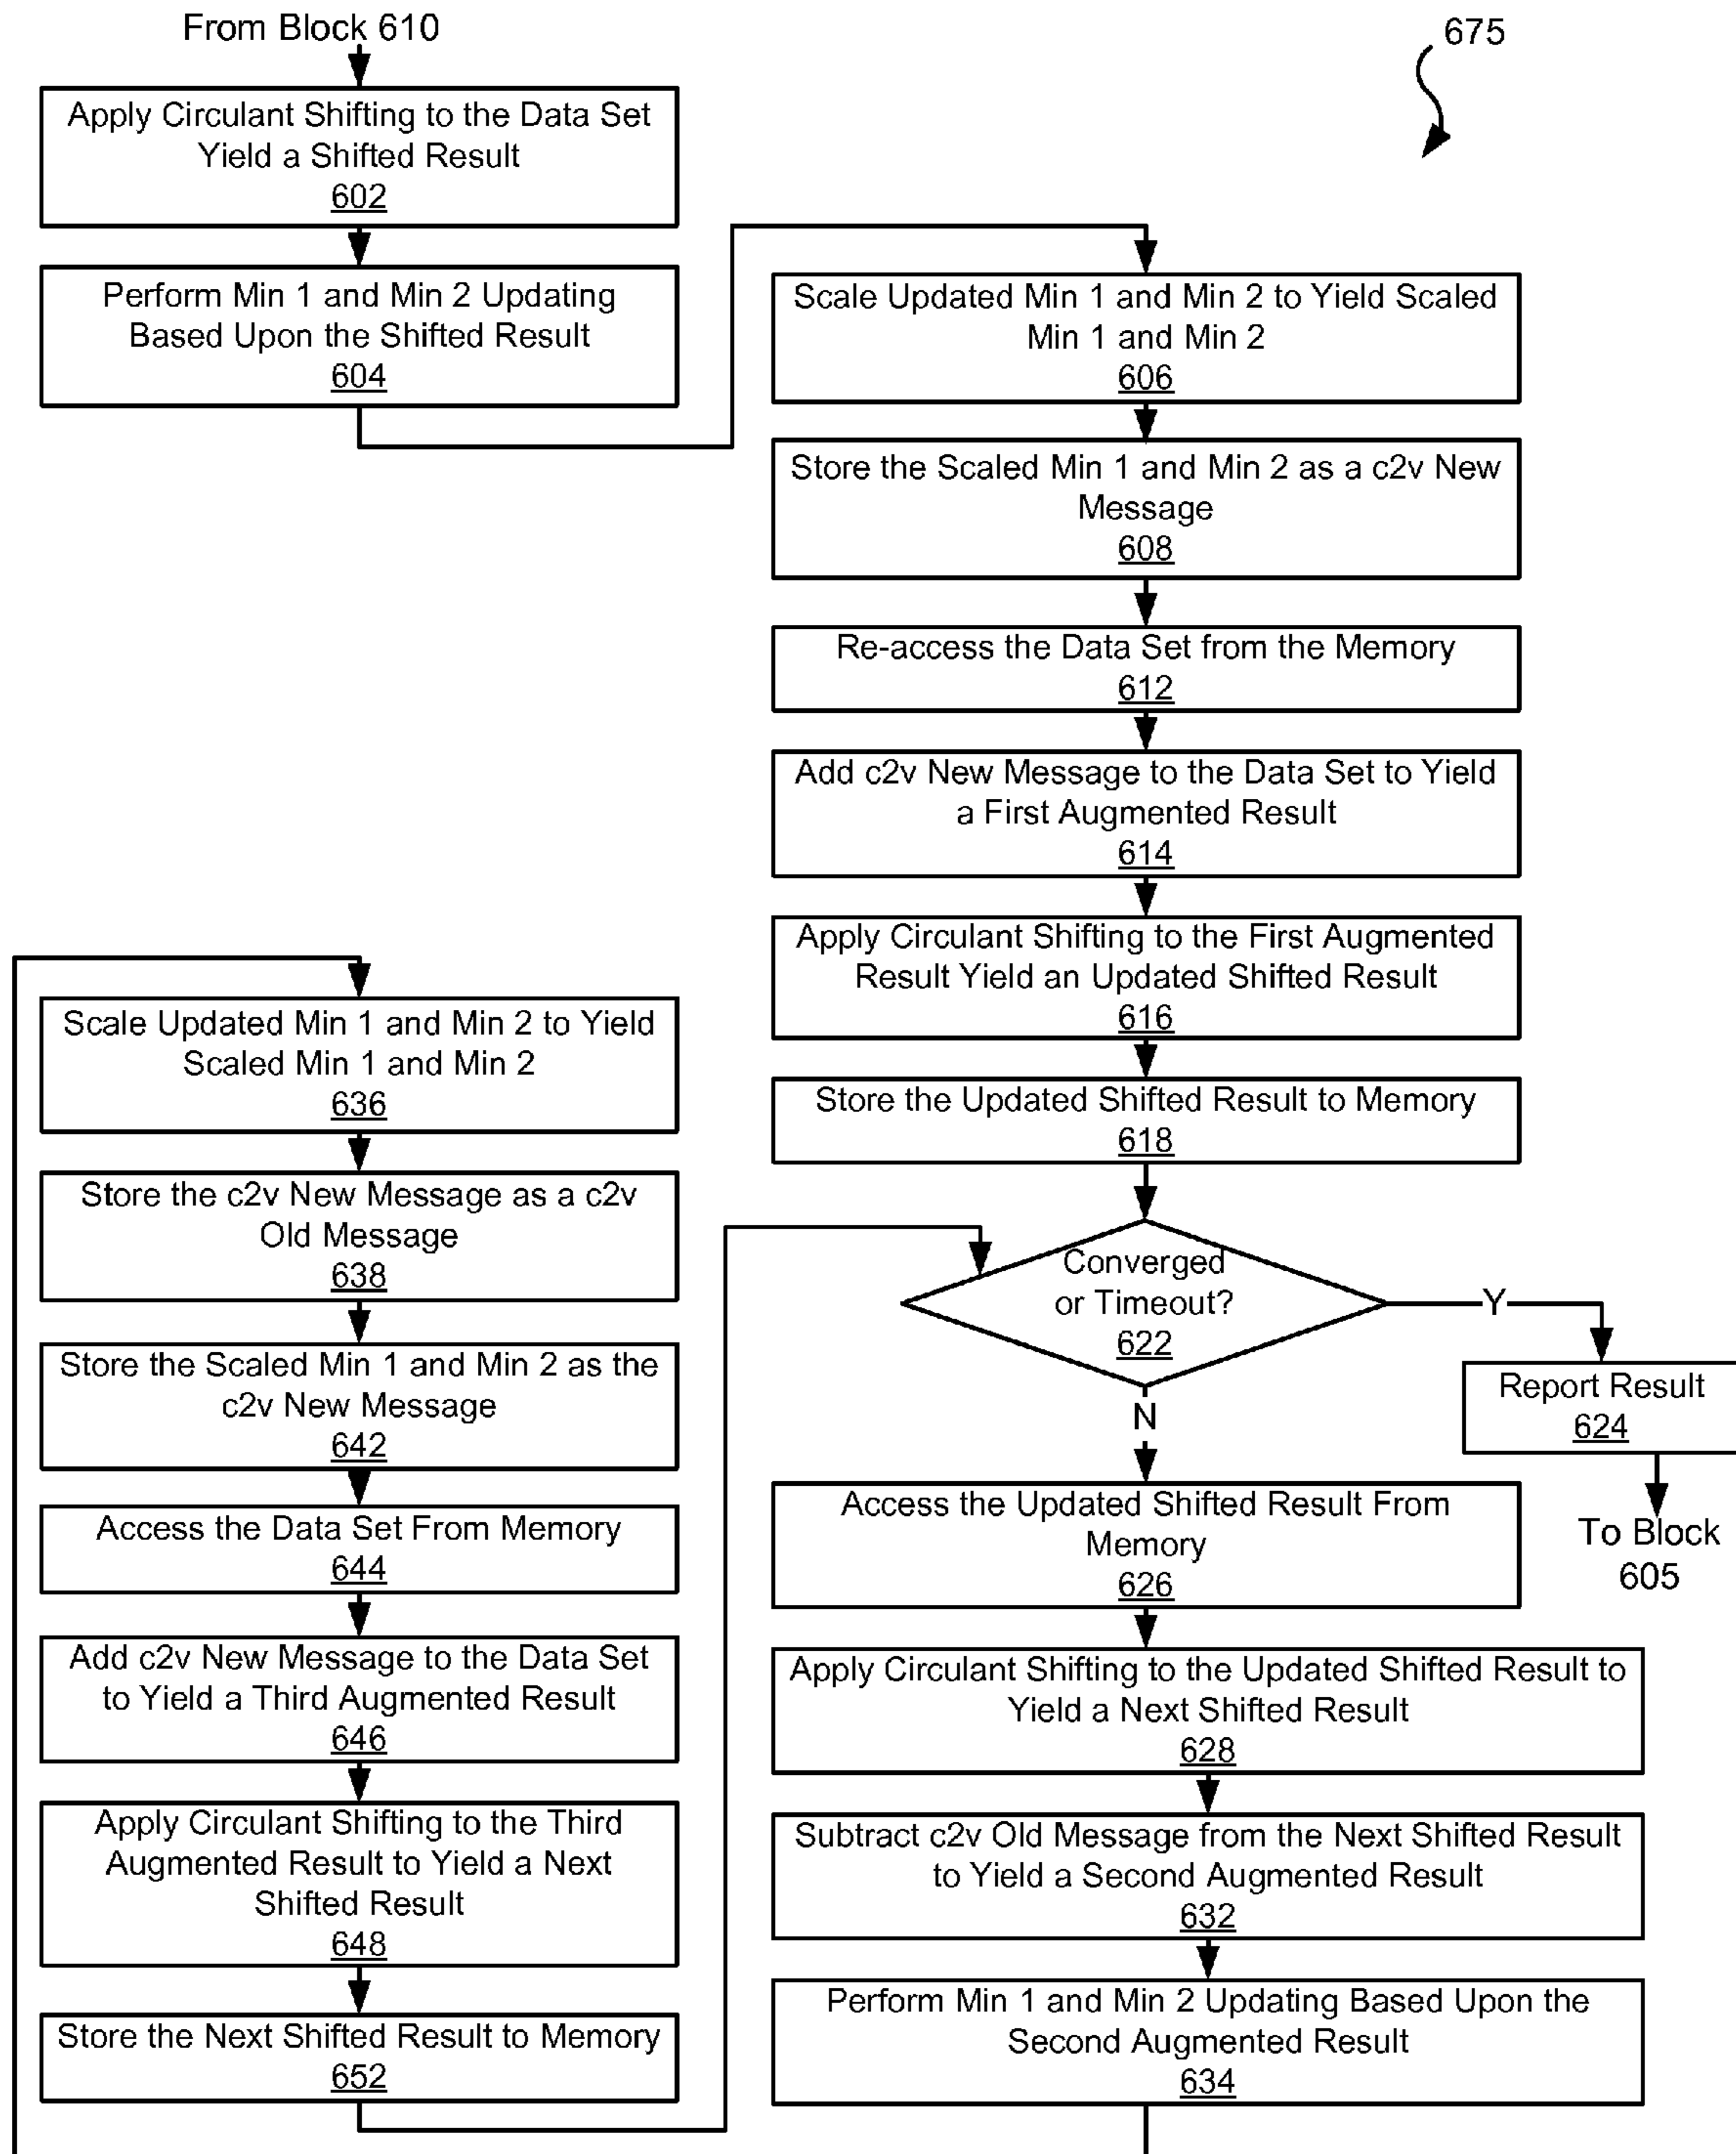 From Block 610
675
Apply Circulant Shifting to the Data Set
Yield a Shifted Result
602
Perform Min 1 and Min 2 Updating
Based Upon the Shifted Result
604
Scale Updated Min 1 and Min 2 to Yield Scaled
Min 1 and Min 2
606
Store the Scaled Min 1 and Min 2 as a c2v New
Message
608
Re-access the Data Set from the Memory
612
Add c2v New Message to the Data Set to Yield
a First Augmented Result
614
Apply Circulant Shifting to the First Augmented
Result Yield an Updated Shifted Result
616
Store the Updated Shifted Result to Memory
618
Converged
or Timeout?
622
Y
Report Result
624
To Block
605
N
Access the Updated Shifted Result From
Memory
626
Apply Circulant Shifting to the Updated Shifted Result to
Yield a Next Shifted Result
628
Subtract c2v Old Message from the Next Shifted Result
to Yield a Second Augmented Result
632
Perform Min 1 and Min 2 Updating Based Upon the
Second Augmented Result
634
Scale Updated Min 1 and Min 2 to Yield
Scaled Min 1 and Min 2
636
Store the c2v New Message as a c2v
Old Message
638
Store the Scaled Min 1 and Min 2 as the
c2v New Message
642
Access the Data Set From Memory
644
Add c2v New Message to the Data Set
to Yield a Third Augmented Result
646
Apply Circulant Shifting to the Third
Augmented Result to Yield a Next
Shifted Result
648
Store the Next Shifted Result to Memory
652